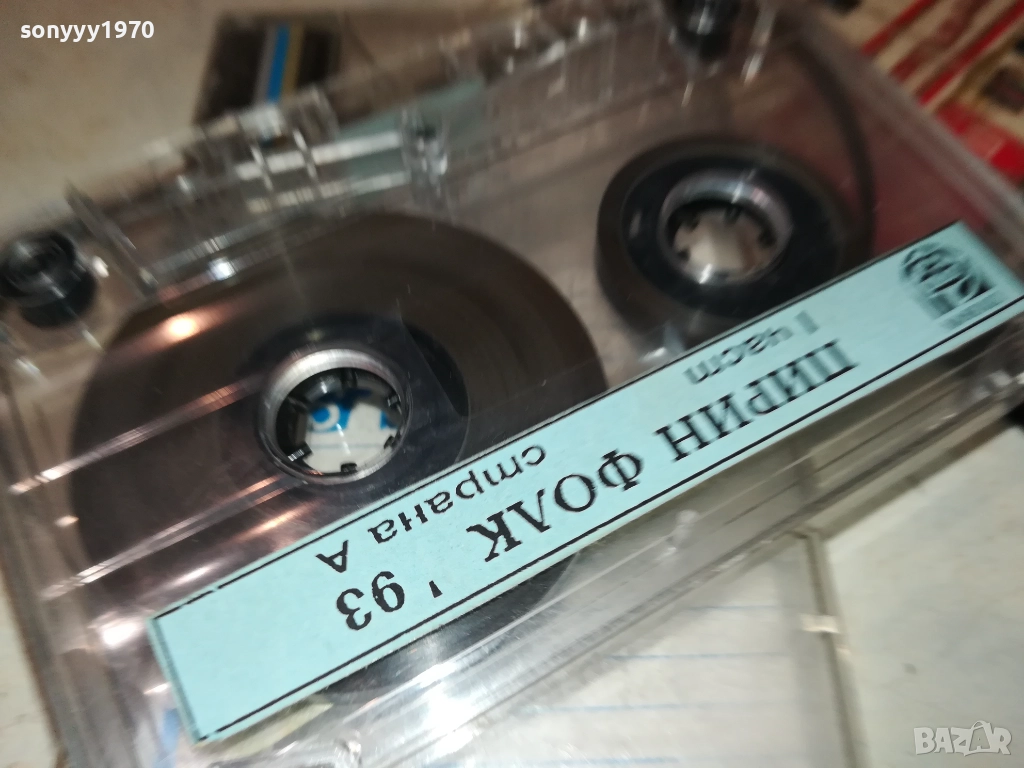 sonyyy1970
ПИРИН ФОЛК '93
I част
страна А
BAZAR